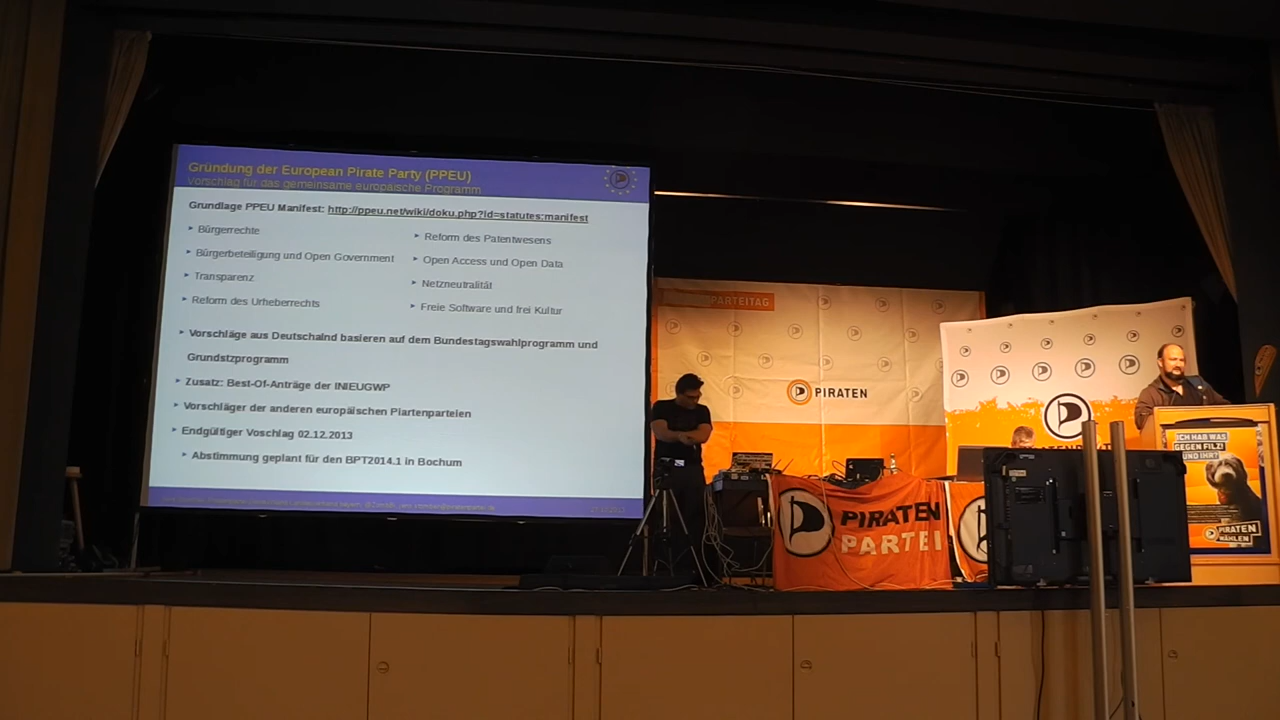 Gründung der European Pirate Party (PPEU)
vorschlag für das gemeinsame europäische Programm
Grundlage PPEU Manifest: http://ppeu.net/wiki/doku.php?id=statutes:manifest
Bürgerrechte
Bürgerbeteiligung und Open Government
Transparenz
Reform des Urheberrechts
Reform des Patentwesens
Open Access und Open Data
Netzneutralität
Freie Software und frei Kultur
Vorschläge aus Deutschalnd basieren auf dem Bundestagswahlprogramm und
Grundstzprogramm
Zusatz: Best-Of-Anträge der INIEUGWP
Vorschläger der anderen europäischen Piartenparteien
Endgültiger Voschlag 02.12.2013
Abstimmung geplant für den BPT2014.1 in Bochum
PARTEITAG
PIRATEN
PIRATEN
PARTEI
ICH HAB WAS
GEGEN FILZ!
UND IHR?
PIRATEN
WÄHLEN